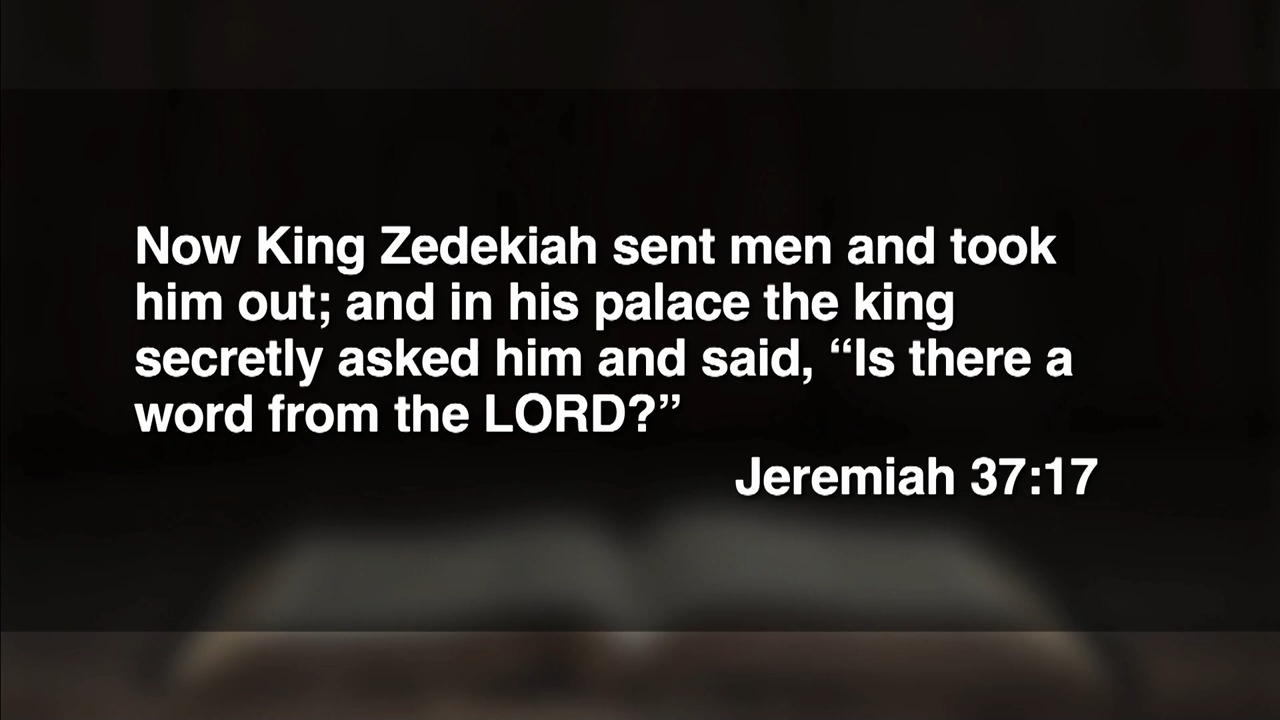 Now King Zedekiah sent men and took
him out; and in his palace the king
secretly asked him and said, “Is there a
word from the LORD?”
Jeremiah 37:17